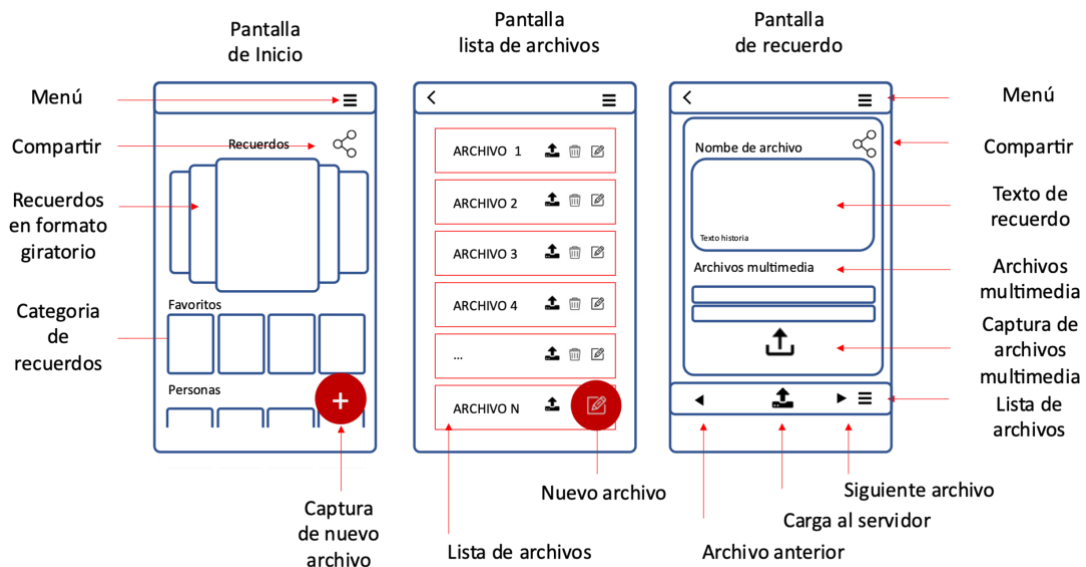 Pantalla
de Inicio
Pantalla
lista de archivos
Pantalla
de recuerdo
Menú
Compartir
Recuerdos
en formato
giratorio
Categoria
de
recuerdos
Recuerdos
Favoritos
Personas
+
Captura
de nuevo
archivo
ARCHIVO 1
ARCHIVO 2
ARCHIVO 3
ARCHIVO 4
...
ARCHIVO N
Nuevo archivo
Lista de archivos
Nombre de archivo
Texto historia
Archivos multimedia
Menú
Compartir
Texto de
recuerdo
Archivos
multimedia
Captura de
archivos
multimedia
Lista de
archivos
Siguiente archivo
Carga al servidor
Archivo anterior